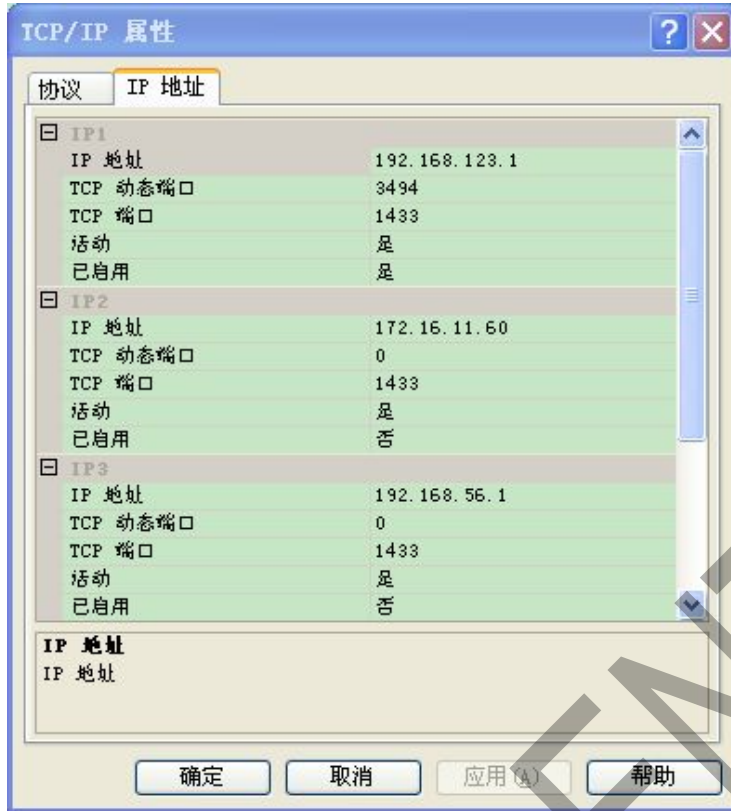 TCP/IP 属性
协议 IP 地址
IP1
IP 地址 192.168.123.1
TCP 动态端口 3494
TCP 端口 1433
活动 是
已启用 是
IP2
IP 地址 172.16.11.60
TCP 动态端口 0
TCP 端口 1433
活动 是
已启用 否
IP3
IP 地址 192.168.56.1
TCP 动态端口 0
TCP 端口 1433
活动 是
已启用 否
IP 地址
IP 地址
确定 取消 应用(A) 帮助